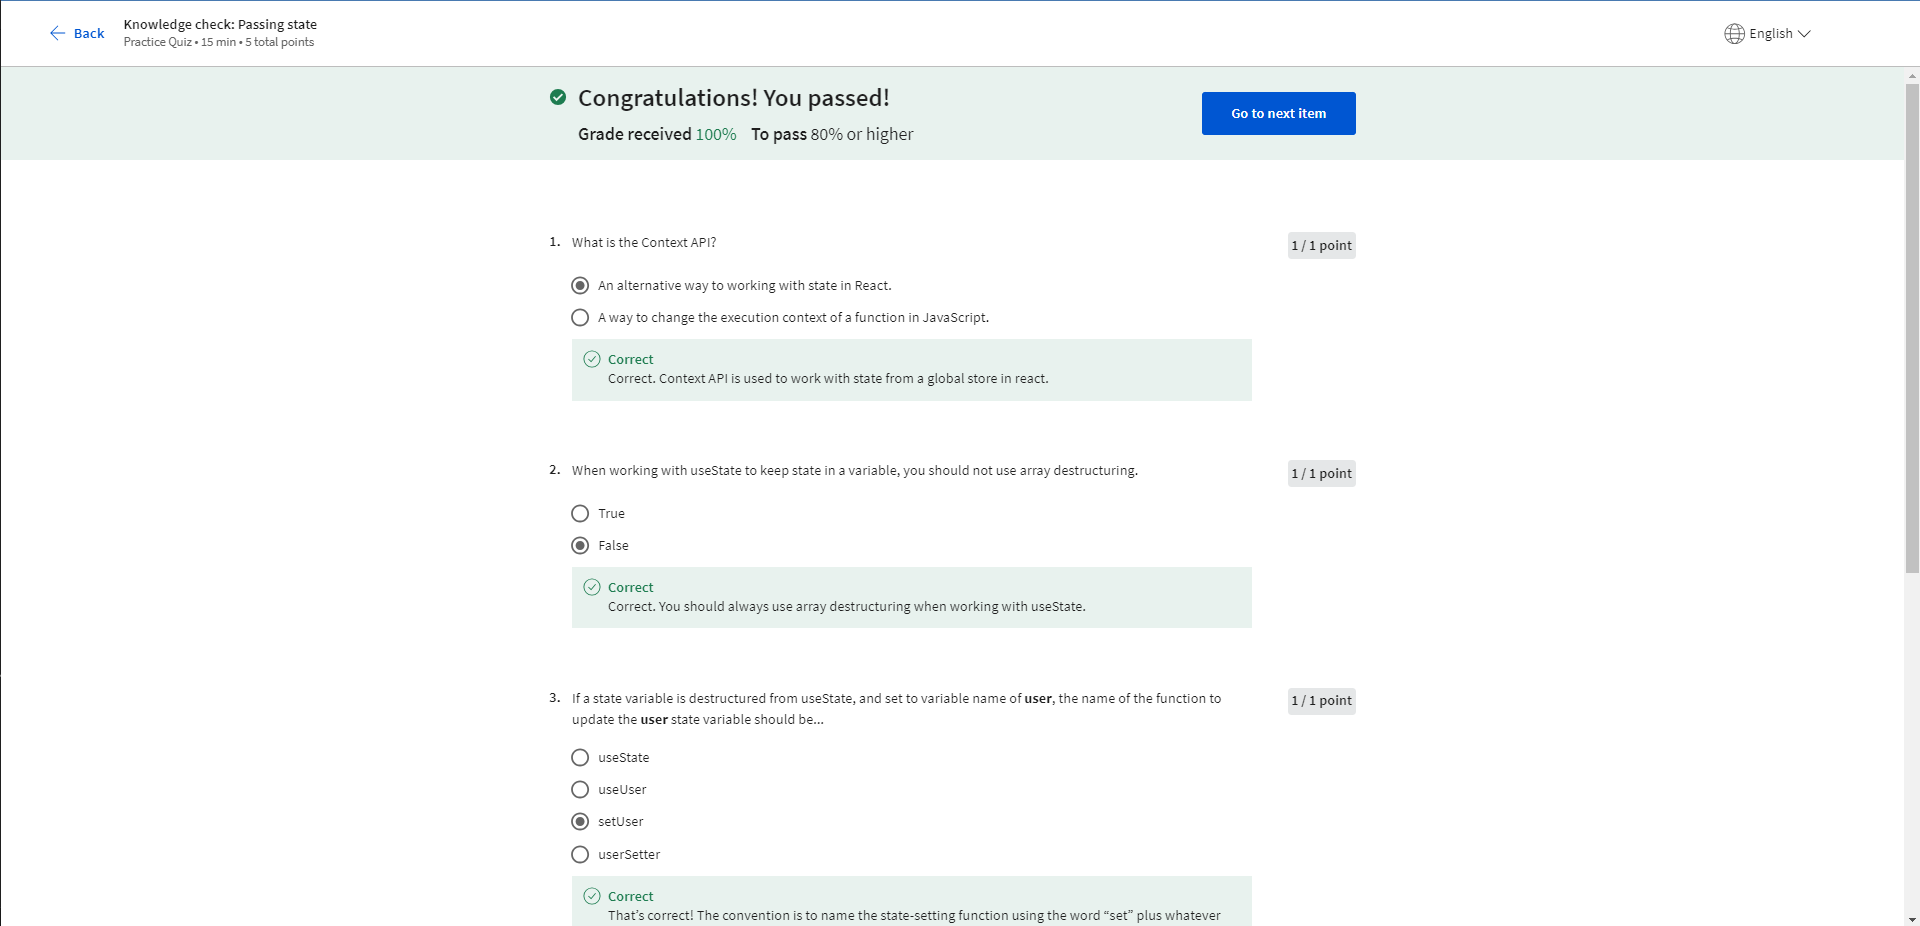 Back
Knowledge check: Passing state
Practice Quiz • 15 min • 5 total points
English
Congratulations! You passed!
Grade received 100% To pass 80% or higher
Go to next item
1. What is the Context API?
1 / 1 point
An alternative way to working with state in React.
A way to change the execution context of a function in JavaScript.
Correct
Correct. Context API is used to work with state from a global store in react.
2. When working with useState to keep state in a variable, you should not use array destructuring.
1 / 1 point
True
False
Correct
Correct. You should always use array destructuring when working with useState.
3. If a state variable is destructured from useState, and set to variable name of user, the name of the function to
update the user state variable should be...
1 / 1 point
useState
useUser
setUser
userSetter
Correct
That’s correct! The convention is to name the state-setting function using the word “set” plus whatever